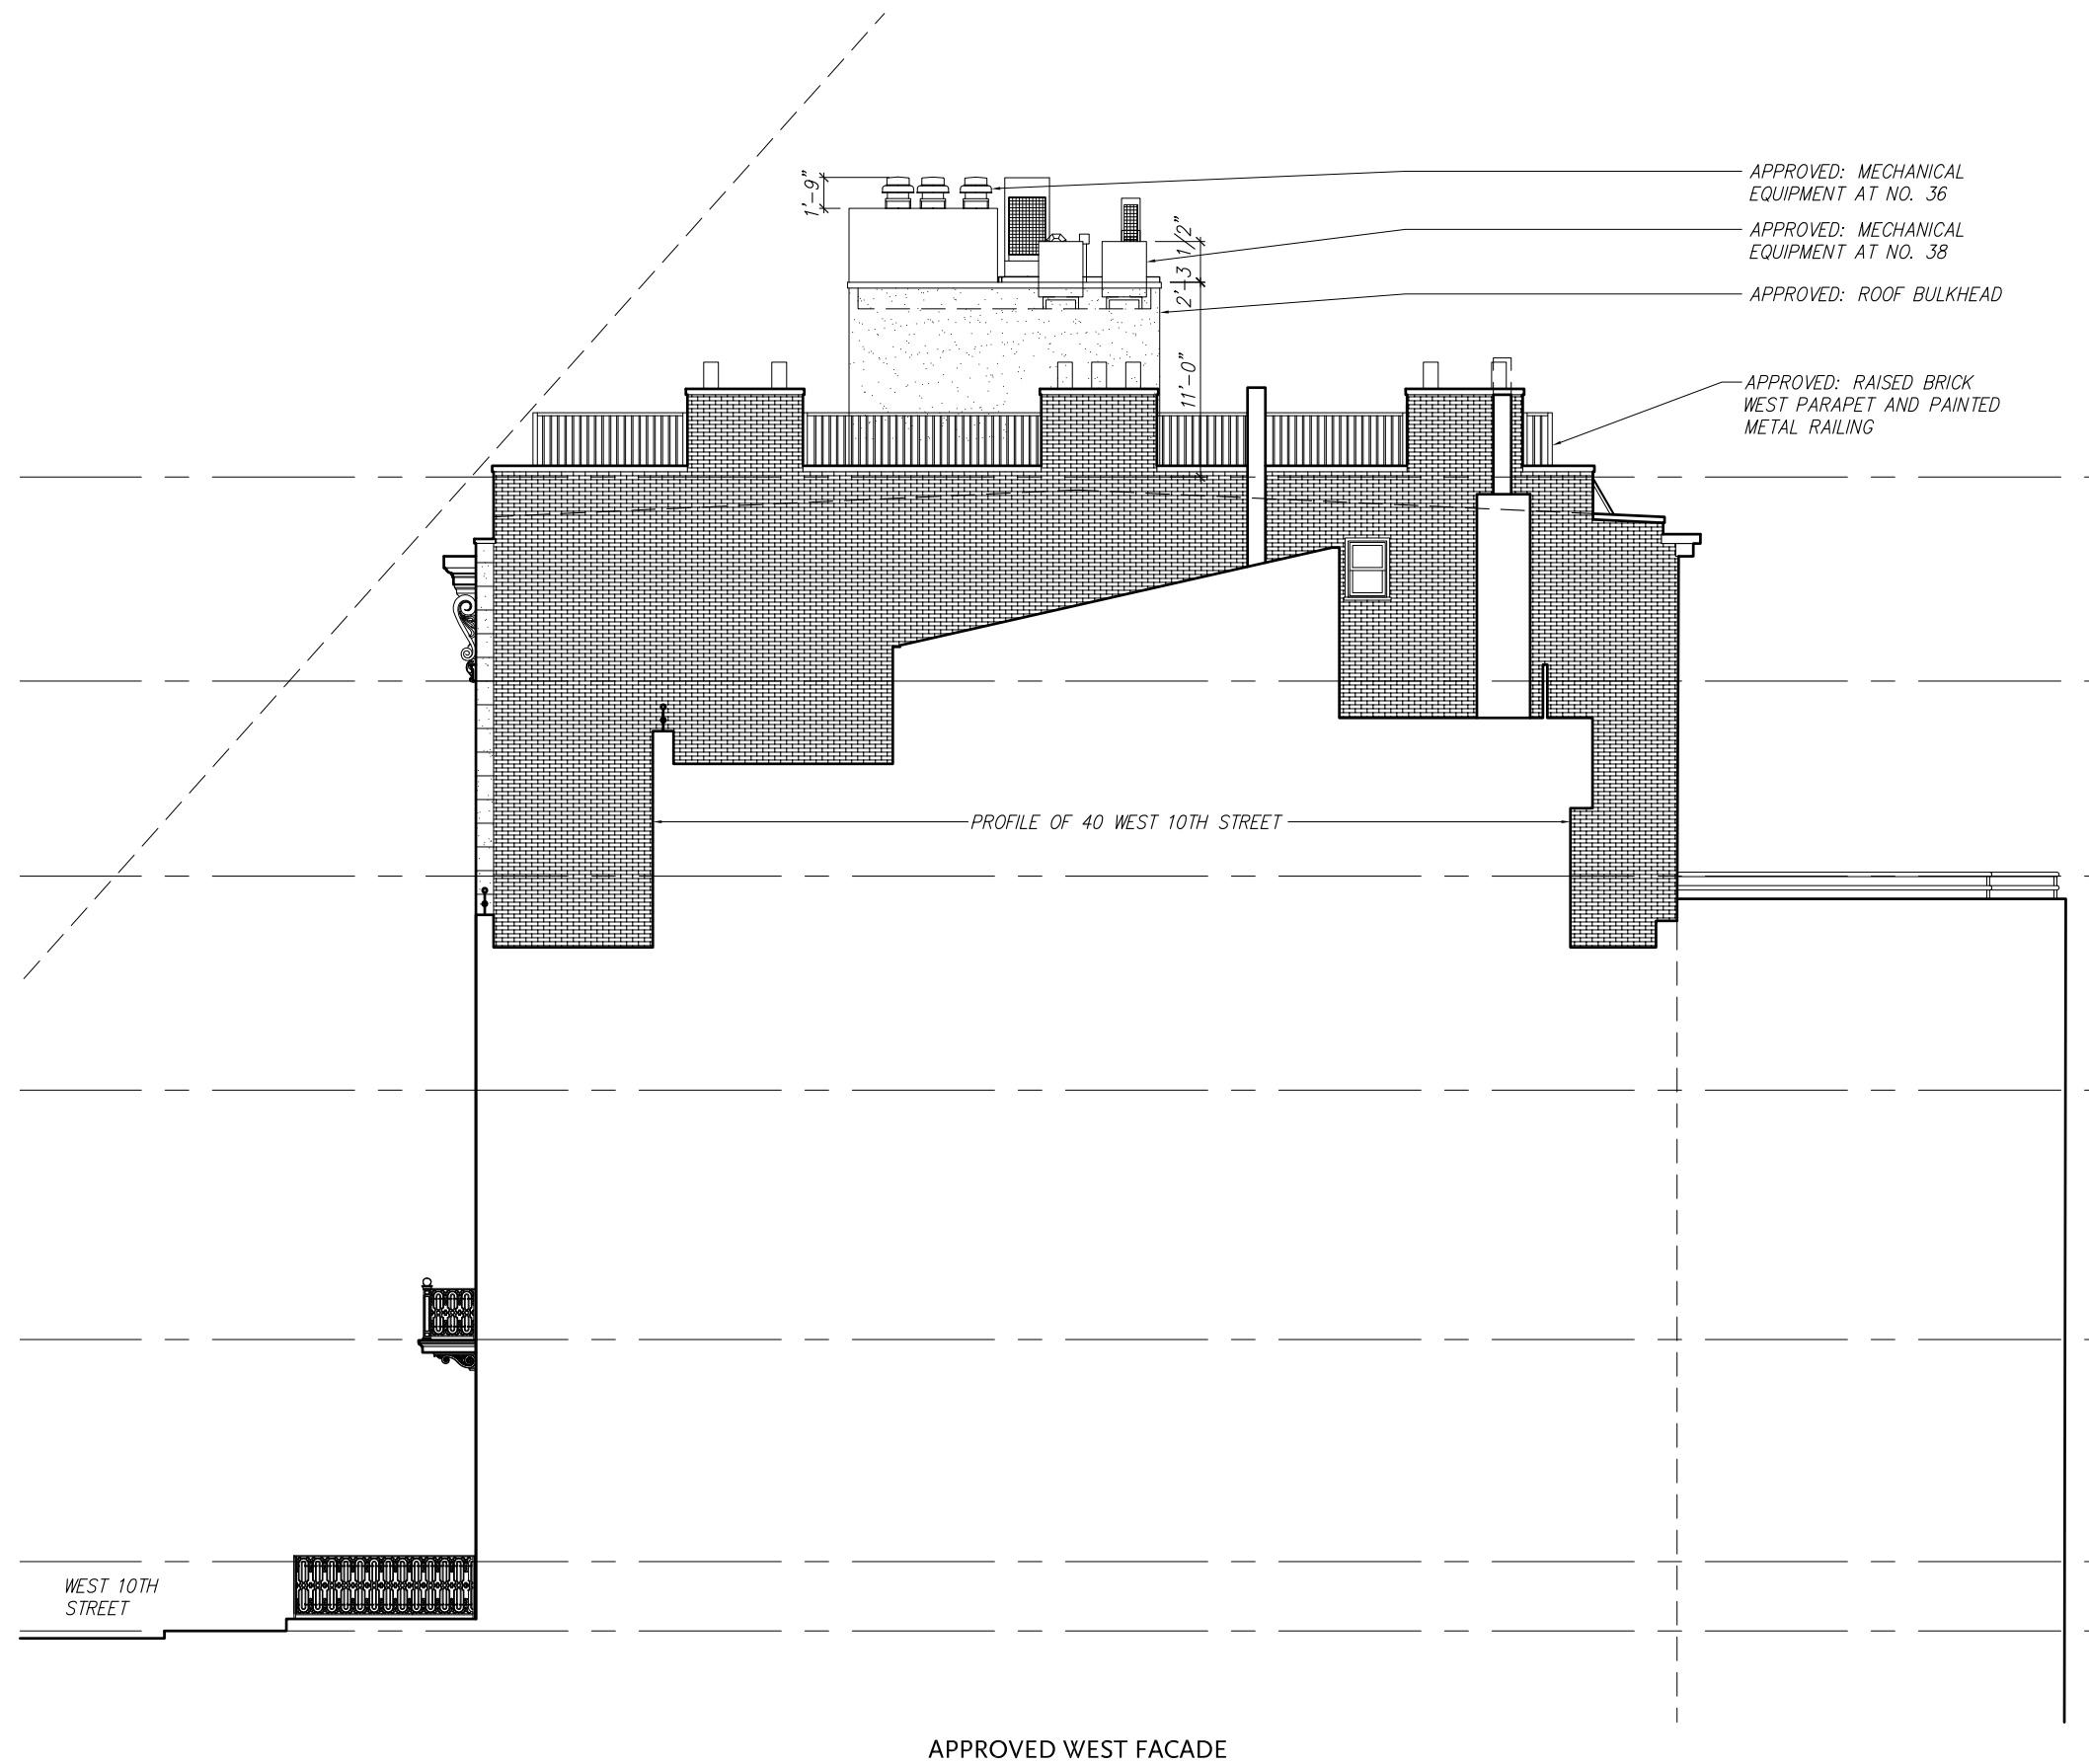 APPROVED: MECHANICAL
EQUIPMENT AT NO. 36
APPROVED: MECHANICAL
EQUIPMENT AT NO. 38
APPROVED: ROOF BULKHEAD
APPROVED: RAISED BRICK
WEST PARAPET AND PAINTED
METAL RAILING
1'-9"
2'-3 1/2"
11'-0"
PROFILE OF 40 WEST 10TH STREET
WEST 10TH
STREET
APPROVED WEST FACADE